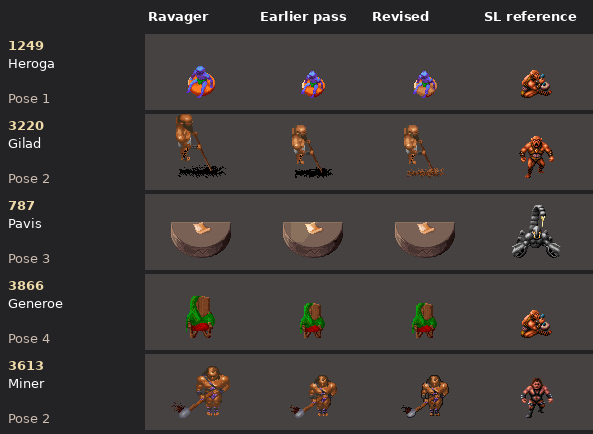 Ravager Earlier pass Revised SL reference
1249
Heroga
Pose 1
3220
Gilad
Pose 2
787
Pavis
Pose 3
3866
Generoe
Pose 4
3613
Miner
Pose 2